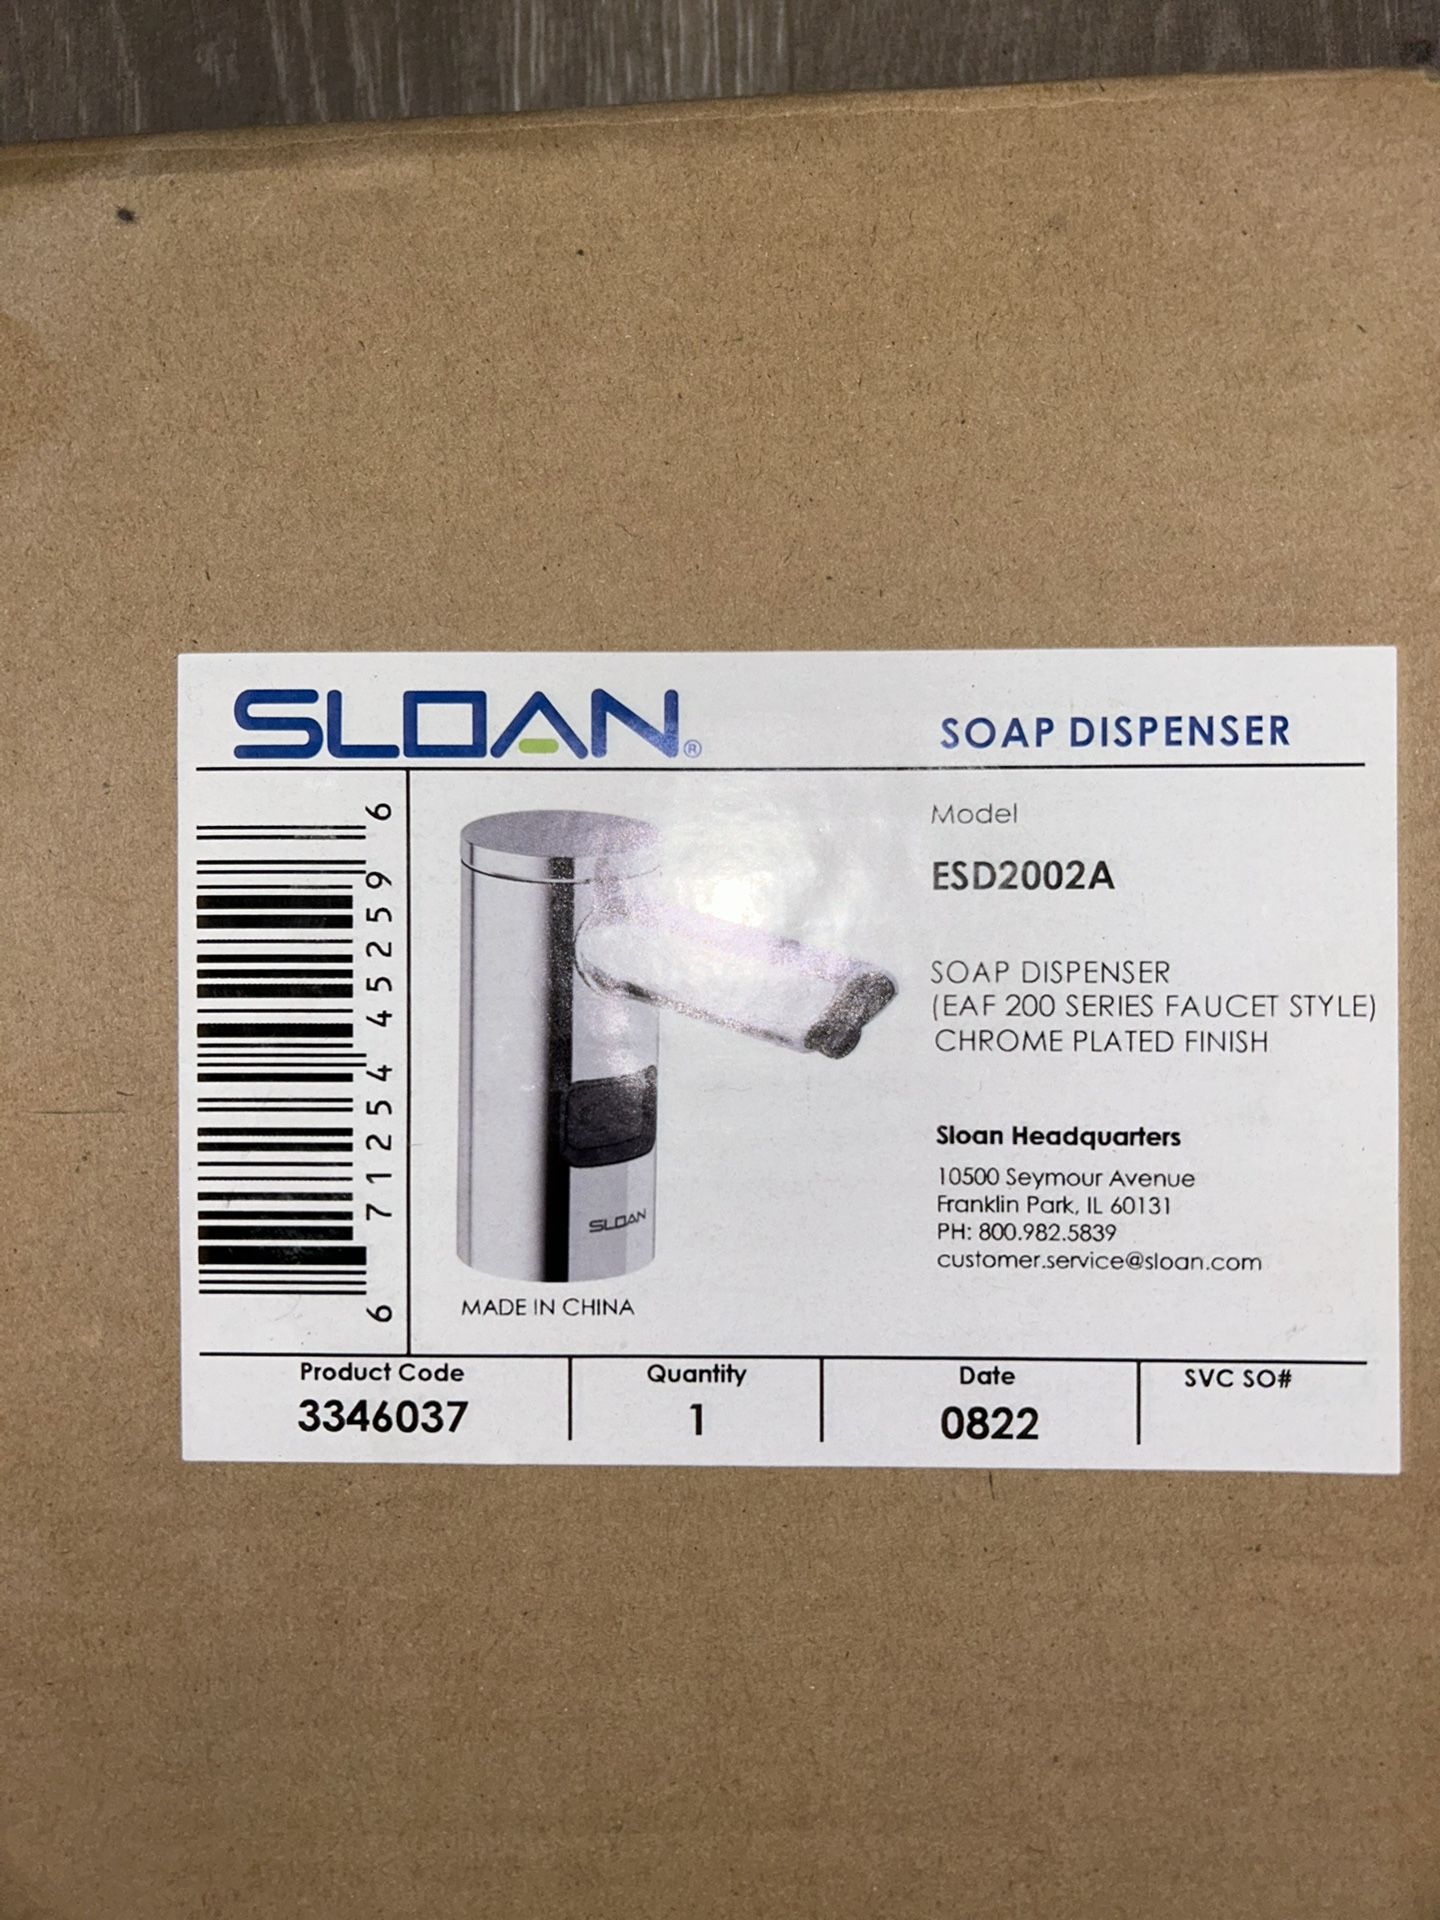 SLOAN®
SOAP DISPENSER
6 71254 45259 6
SLOAN
MADE IN CHINA
Model
ESD2002A
SOAP DISPENSER
(EAF 200 SERIES FAUCET STYLE)
CHROME PLATED FINISH
Sloan Headquarters
10500 Seymour Avenue
Franklin Park, IL 60131
PH: 800.982.5839
customer.service@sloan.com
Product Code
3346037
Quantity
1
Date
0822
SVC SO#